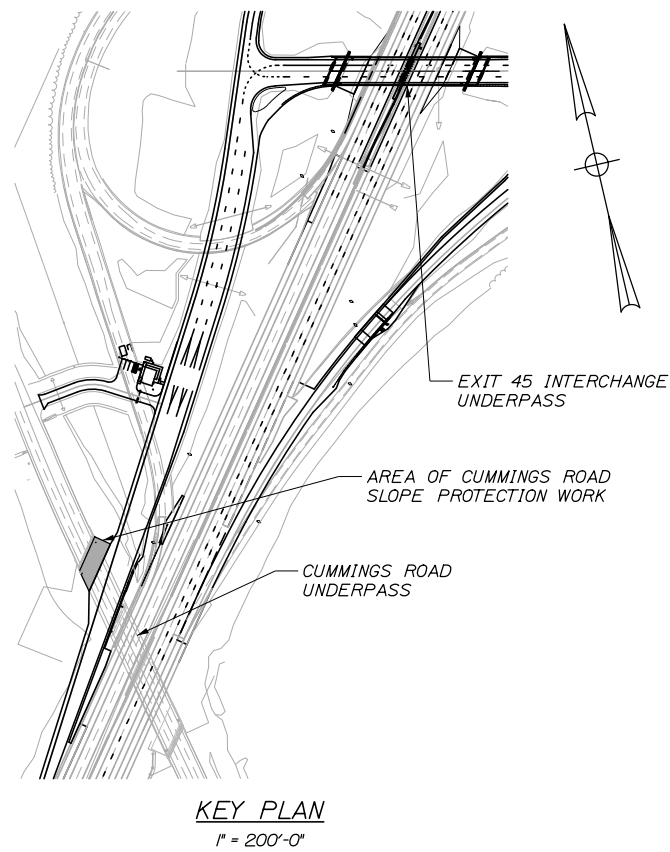 EXIT 45 INTERCHANGE
UNDERPASS
AREA OF CUMMINGS ROAD
SLOPE PROTECTION WORK
CUMMINGS ROAD
UNDERPASS
KEY PLAN
1" = 200'-0"